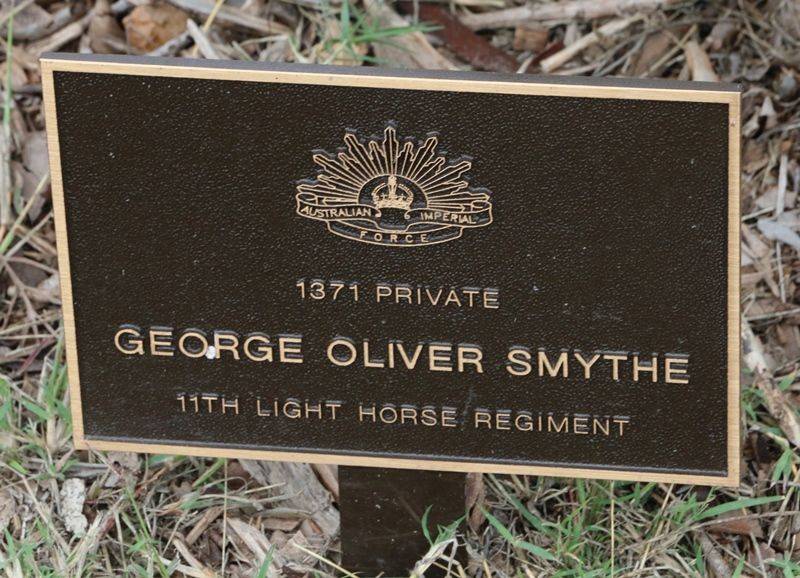 AUSTRALIAN IMPERIAL
FORCE
1371 PRIVATE
GEORGE OLIVER SMYTHE
11TH LIGHT HORSE REGIMENT